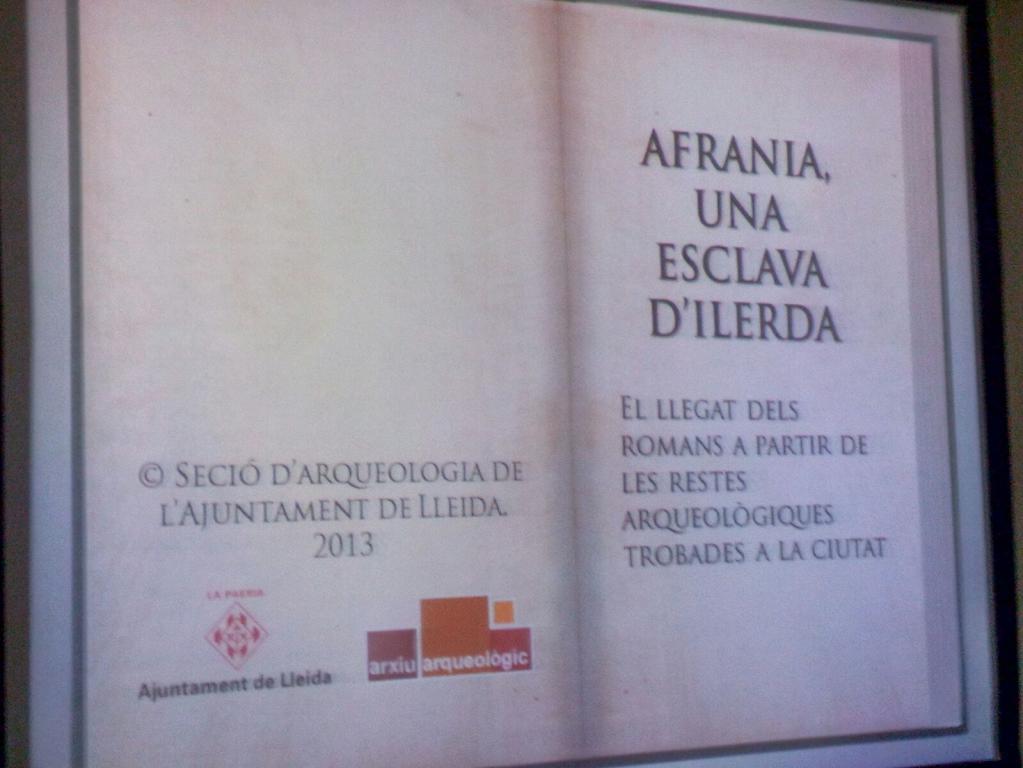 © SECIÓ D'ARQUEOLOGIA DE
L'AJUNTAMENT DE LLEIDA.
2013
LA PAERIA
Ajuntament de Lleida
arxiu arqueològic
AFRANIA,
UNA
ESCLAVA
D'ILERDA
EL LLEGAT DELS
ROMANS A PARTIR DE
LES RESTES
ARQUEOLÒGIQUES
TROBADES A LA CIUTAT